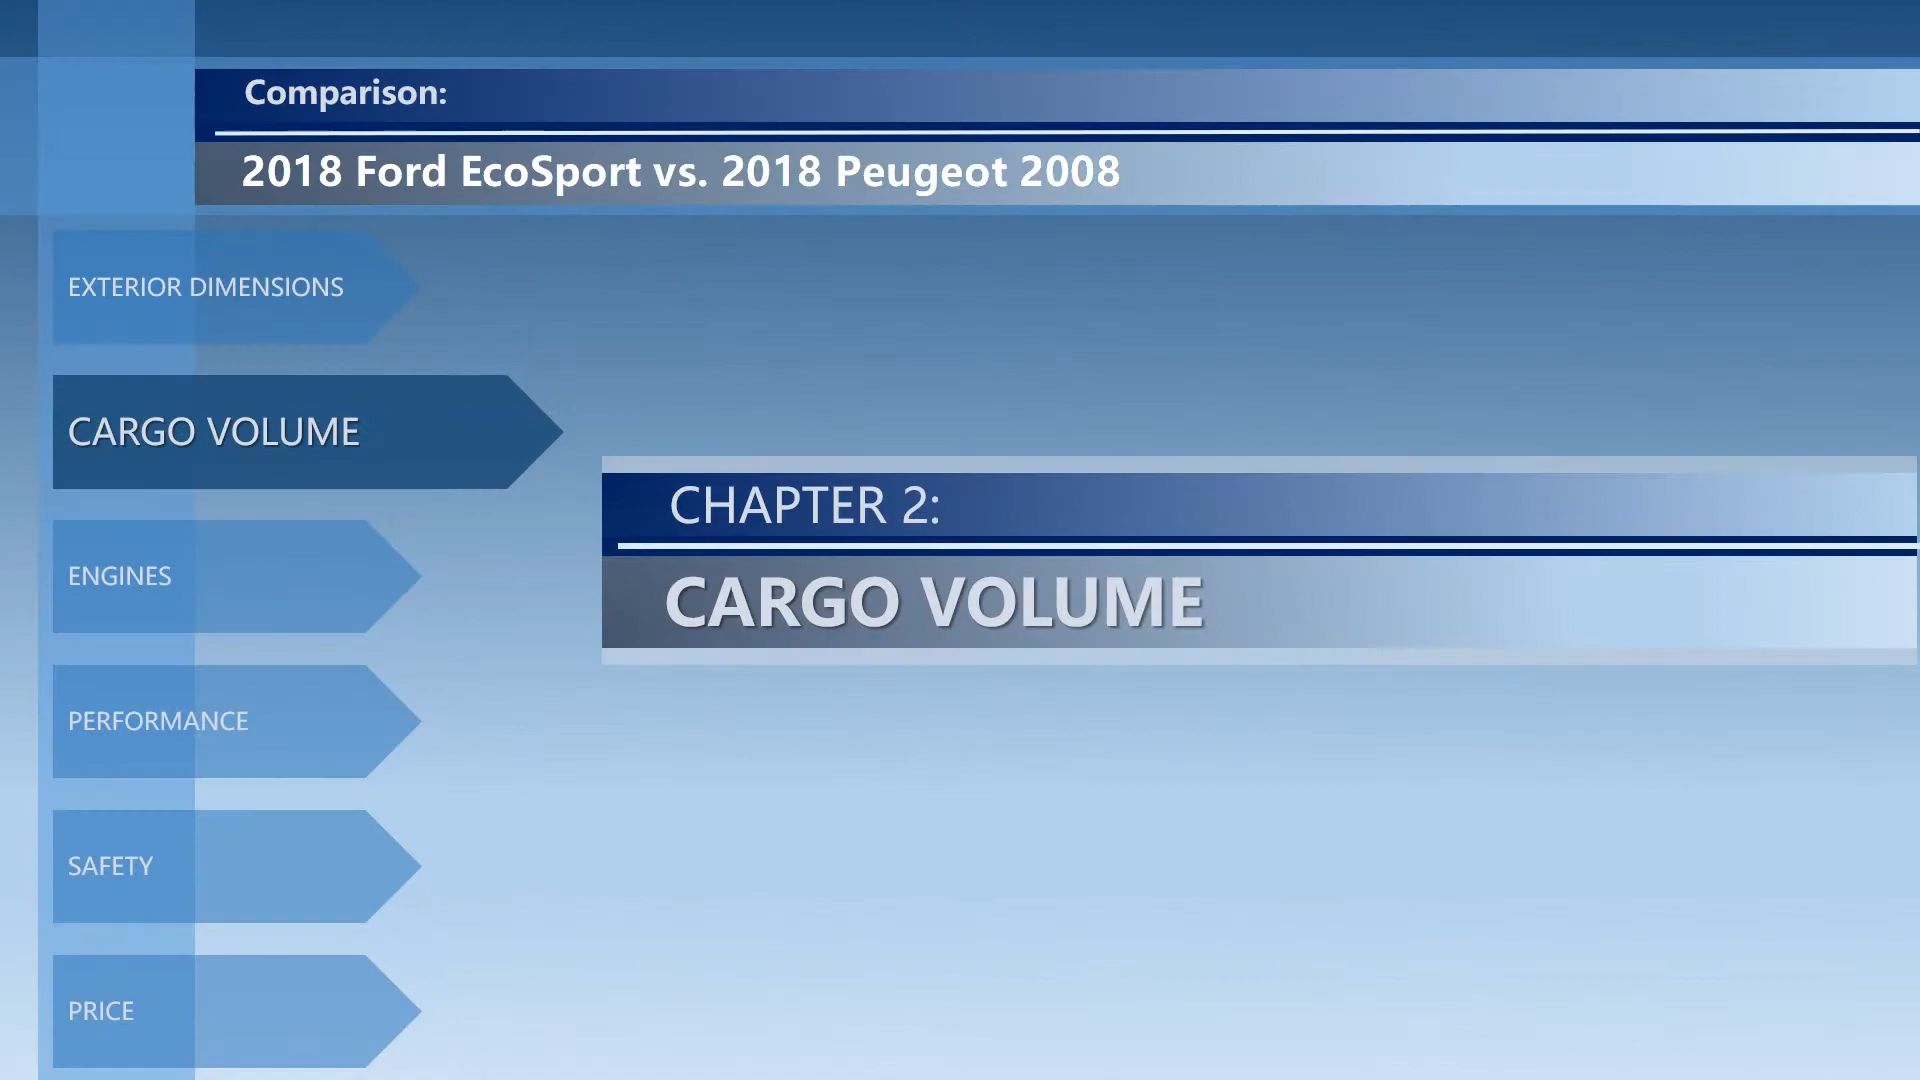 Comparison:
2018 Ford EcoSport vs. 2018 Peugeot 2008
EXTERIOR DIMENSIONS
CARGO VOLUME
ENGINES
PERFORMANCE
SAFETY
PRICE
CHAPTER 2:
CARGO VOLUME